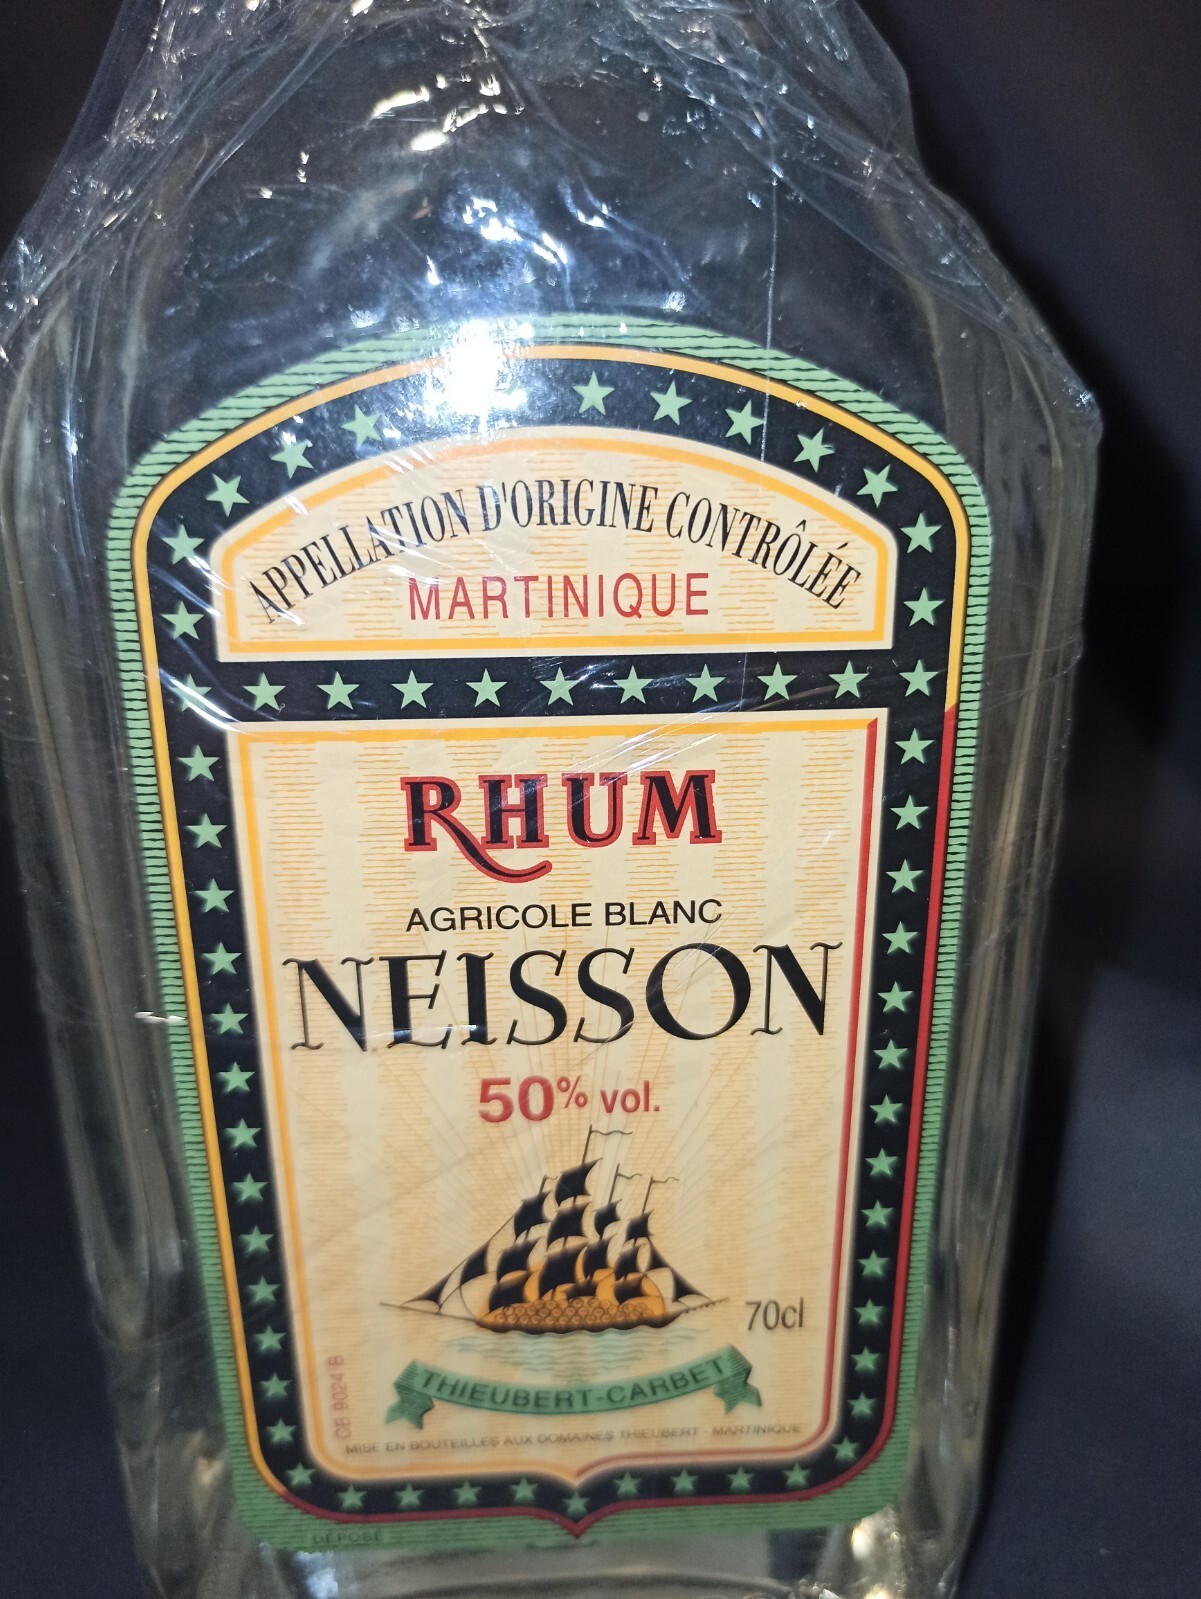 APPELLATION D'ORIGINE CONTRÔLÉE
MARTINIQUE
RHUM
AGRICOLE BLANC
NEISSON
50% vol.
70cl
THIEUBERT-CARBET
MISE EN BOUTEILLES AUX DOMAINES THIEUBERT - MARTINIQUE
CB 9024 B
DÉPOSÉ